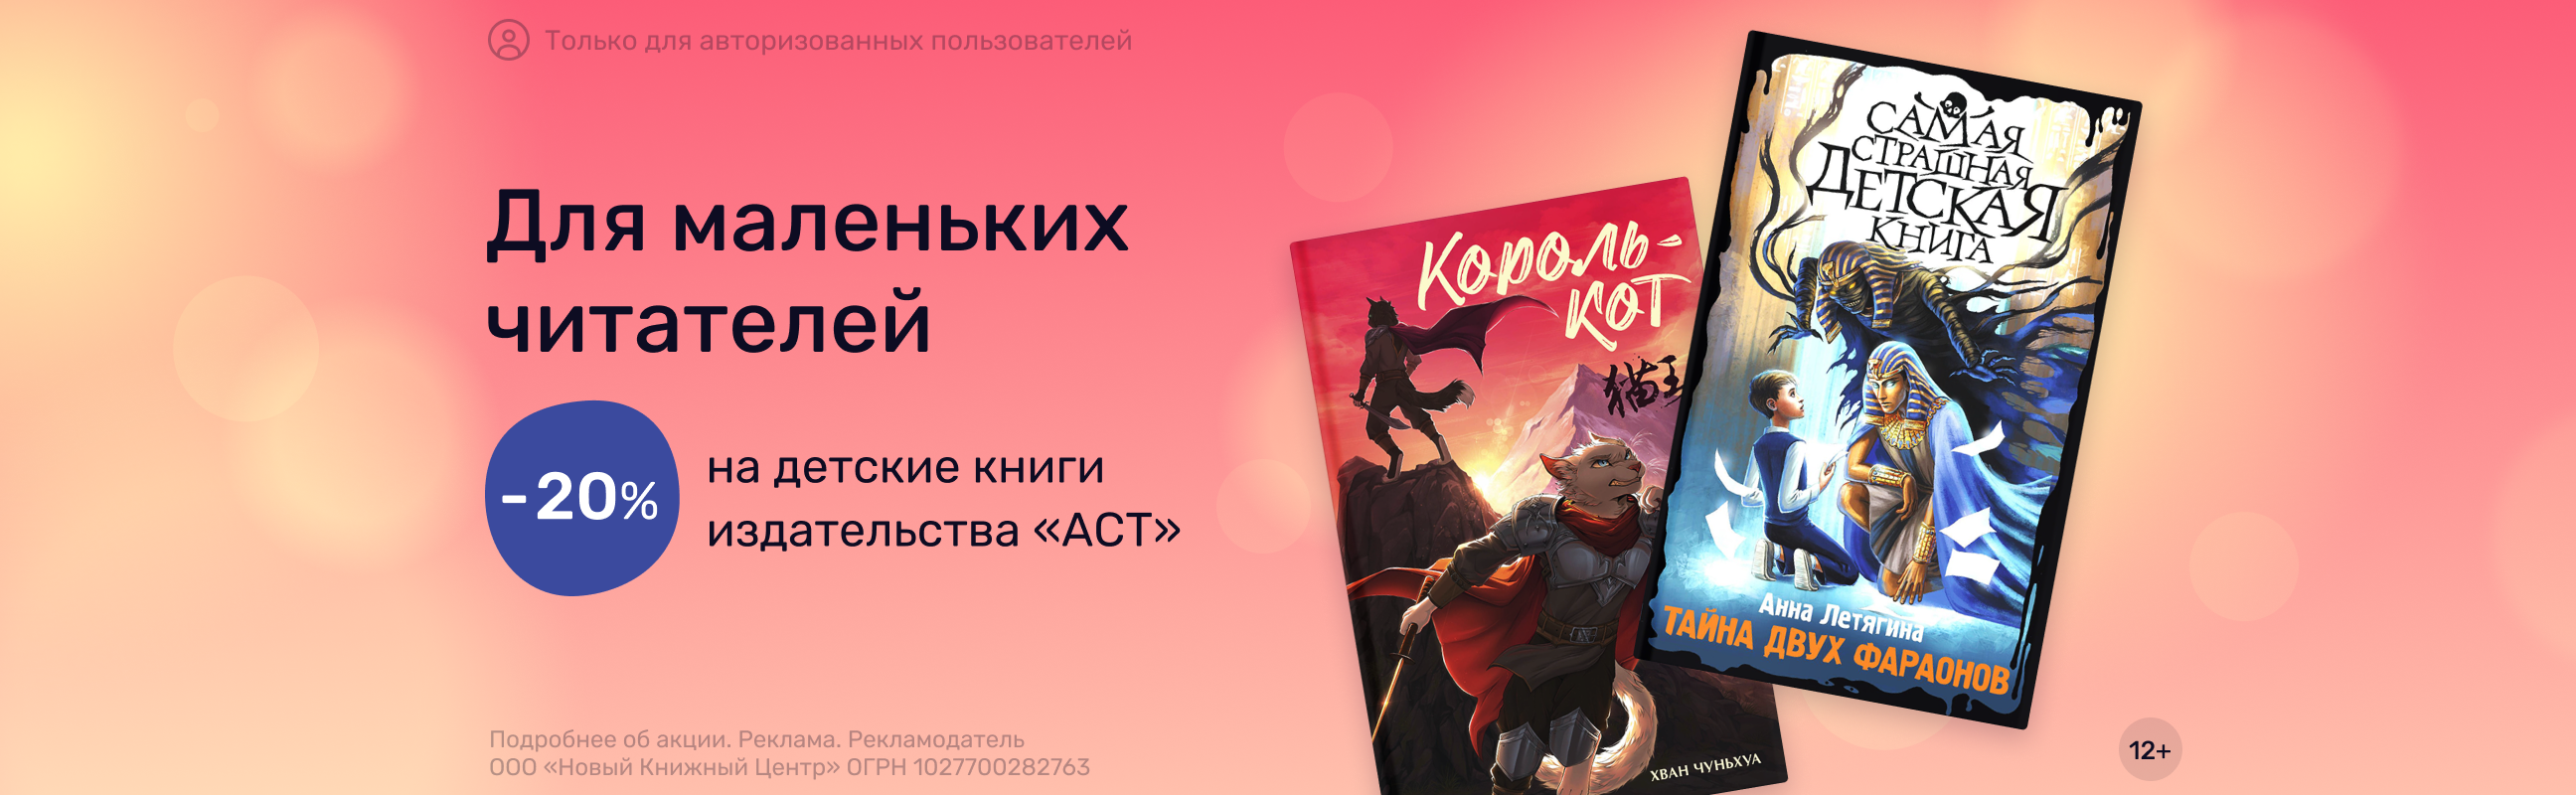 Только для авторизованных пользователей
Для маленьких
читателей
-20%
на детские книги
издательства «АСТ»
Подробнее об акции. Реклама. Рекламодатель
ООО «Новый Книжный Центр» ОГРН 1027700282763
Король-
кот
猫王
ХВАН ЧУНЬХУА
САМАЯ
СТРАШНАЯ
ДЕТСКАЯ
КНИГА
Анна Летягина
ТАЙНА ДВУХ ФАРАОНОВ
12+